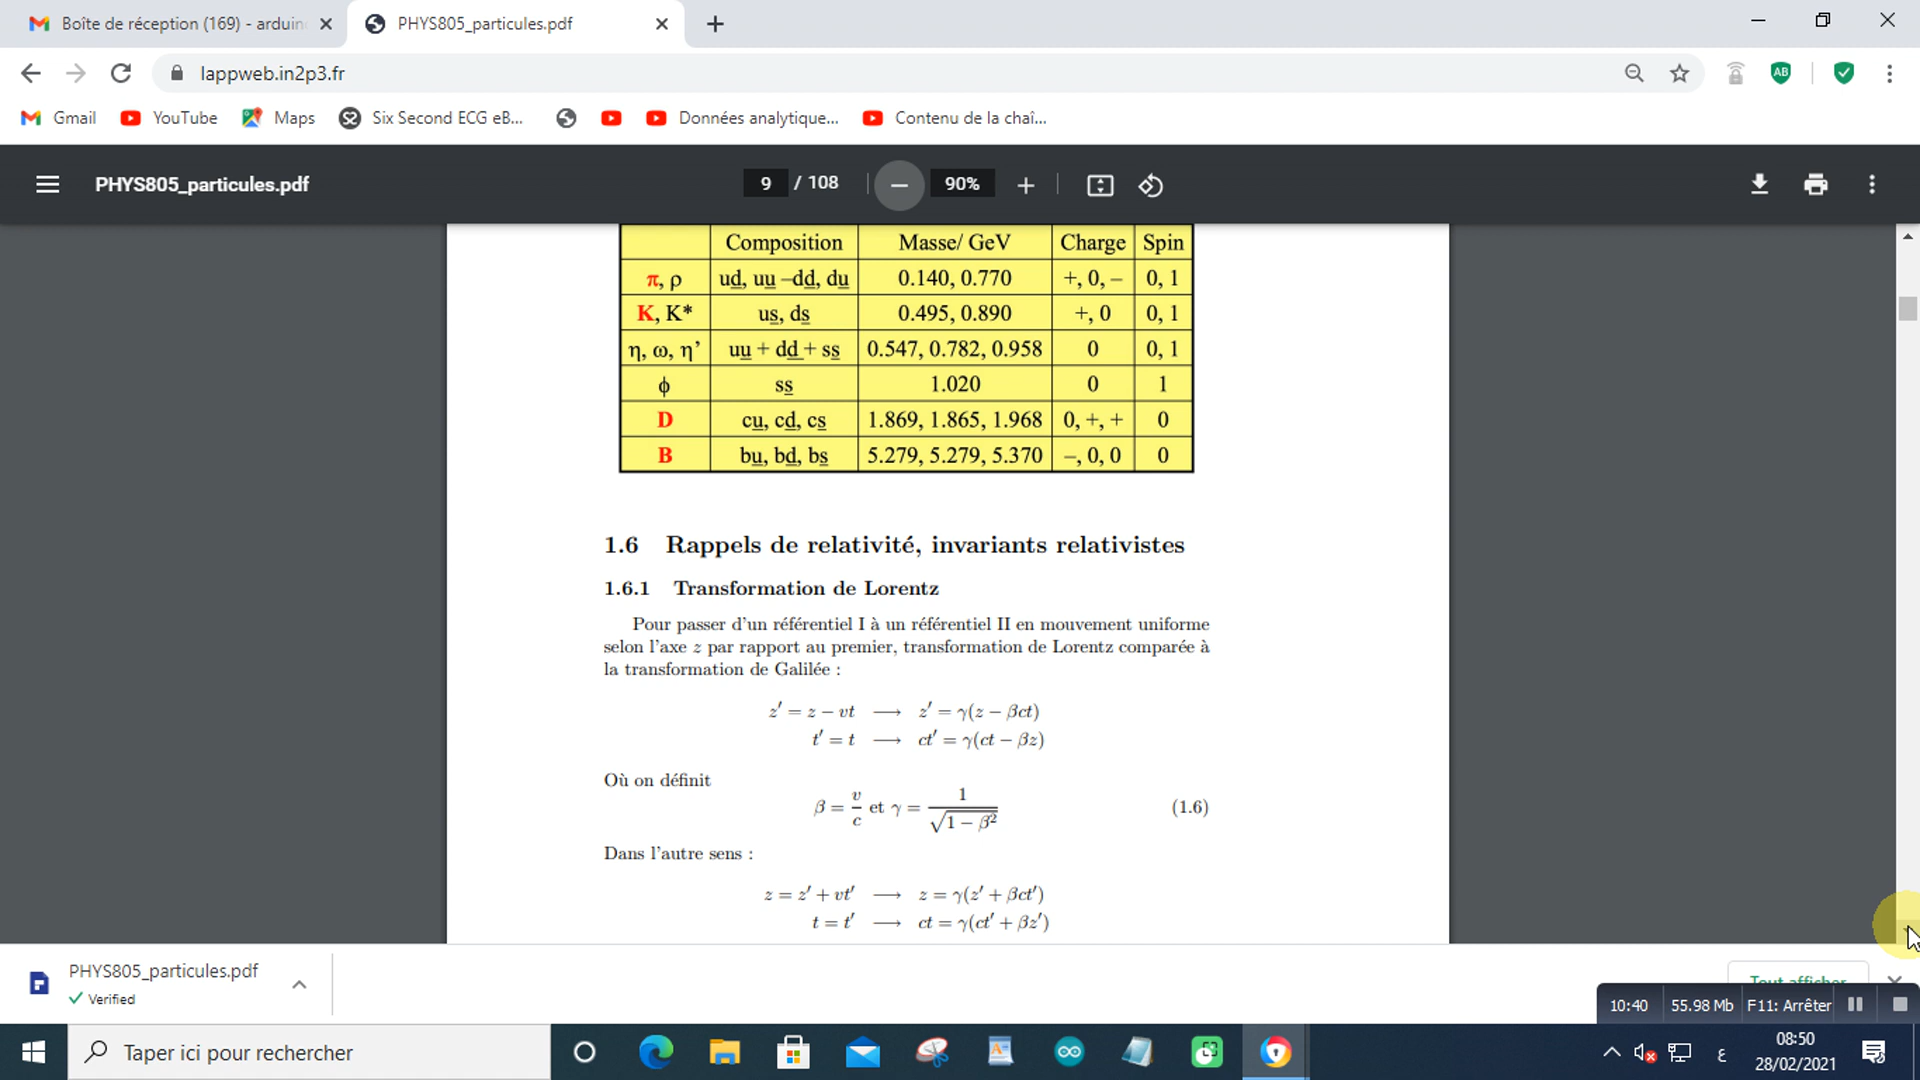 Boîte de réception (169) - arduin
PHYS805_particules.pdf
lappweb.in2p3.fr
Gmail
YouTube
Maps
Six Second ECG eB...
Données analytique...
Contenu de la chaî...
PHYS805_particules.pdf
9 / 108
90%
Composition Masse/ GeV Charge Spin
π, ρ ud̲, uu̲ –dd̲, du̲ 0.140, 0.770 +, 0, – 0, 1
K, K* us̲, ds̲ 0.495, 0.890 +, 0 0, 1
η, ω, η’ uu̲ + dd̲ + ss̲ 0.547, 0.782, 0.958 0 0, 1
ϕ ss̲ 1.020 0 1
D cu̲, cd̲, cs̲ 1.869, 1.865, 1.968 0, +, + 0
B bu̲, bd̲, bs̲ 5.279, 5.279, 5.370 –, 0, 0 0
1.6 Rappels de relativité, invariants relativistes
1.6.1 Transformation de Lorentz
Pour passer d'un référentiel I à un référentiel II en mouvement uniforme
selon l'axe z par rapport au premier, transformation de Lorentz comparée à
la transformation de Galilée :
z′ = z − vt ⟶ z′ = γ(z − βct)
t′ = t ⟶ ct′ = γ(ct − βz)
Où on définit
β = v/c et γ = 1/√(1 − β²) (1.6)
Dans l'autre sens :
z = z′ + vt′ ⟶ z = γ(z′ + βct′)
t = t′ ⟶ ct = γ(ct′ + βz′)
PHYS805_particules.pdf
Verified
Tout afficher
10:40 55.98 Mb F11: Arrêter
Taper ici pour rechercher
ع
08:50
28/02/2021